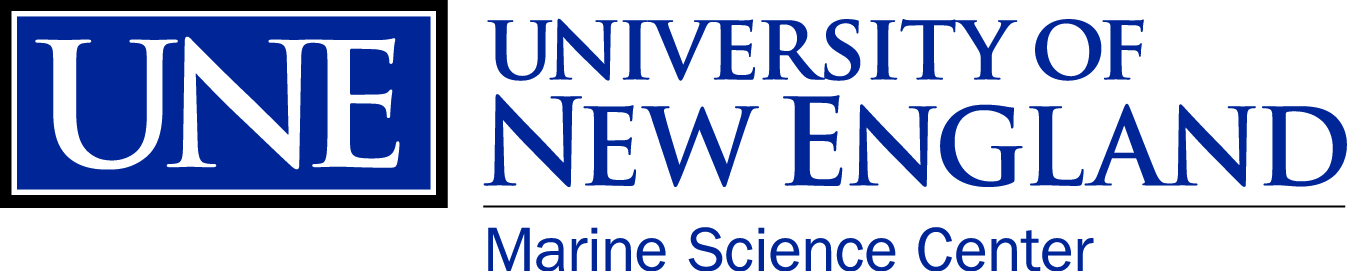 UNE
UNIVERSITY OF
NEW ENGLAND
Marine Science Center